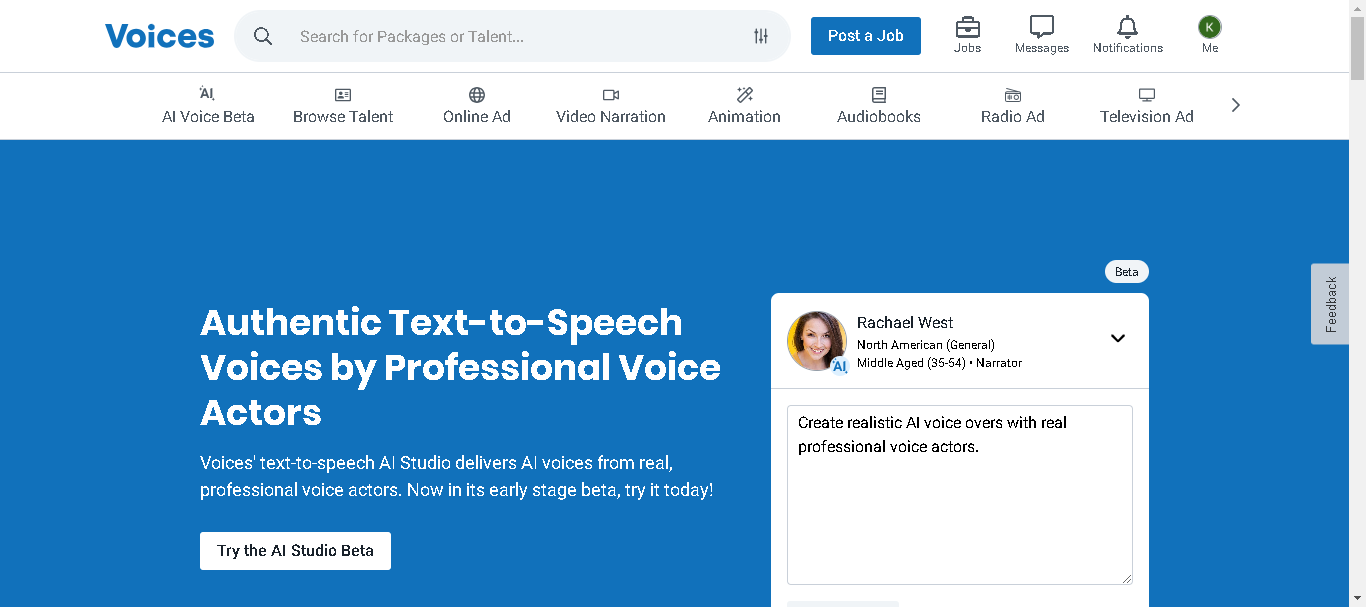 Voices
Search for Packages or Talent...
Post a Job
Jobs
Messages
Notifications
K
Me
AI
AI Voice Beta
Browse Talent
Online Ad
Video Narration
Animation
Audiobooks
Radio Ad
Television Ad
Beta
Feedback
Authentic Text-to-Speech
Voices by Professional Voice
Actors
Voices' text-to-speech AI Studio delivers AI voices from real,
professional voice actors. Now in its early stage beta, try it today!
Try the AI Studio Beta
Rachael West
North American (General)
Middle Aged (35-54) • Narrator
AI
Create realistic AI voice overs with real
professional voice actors.